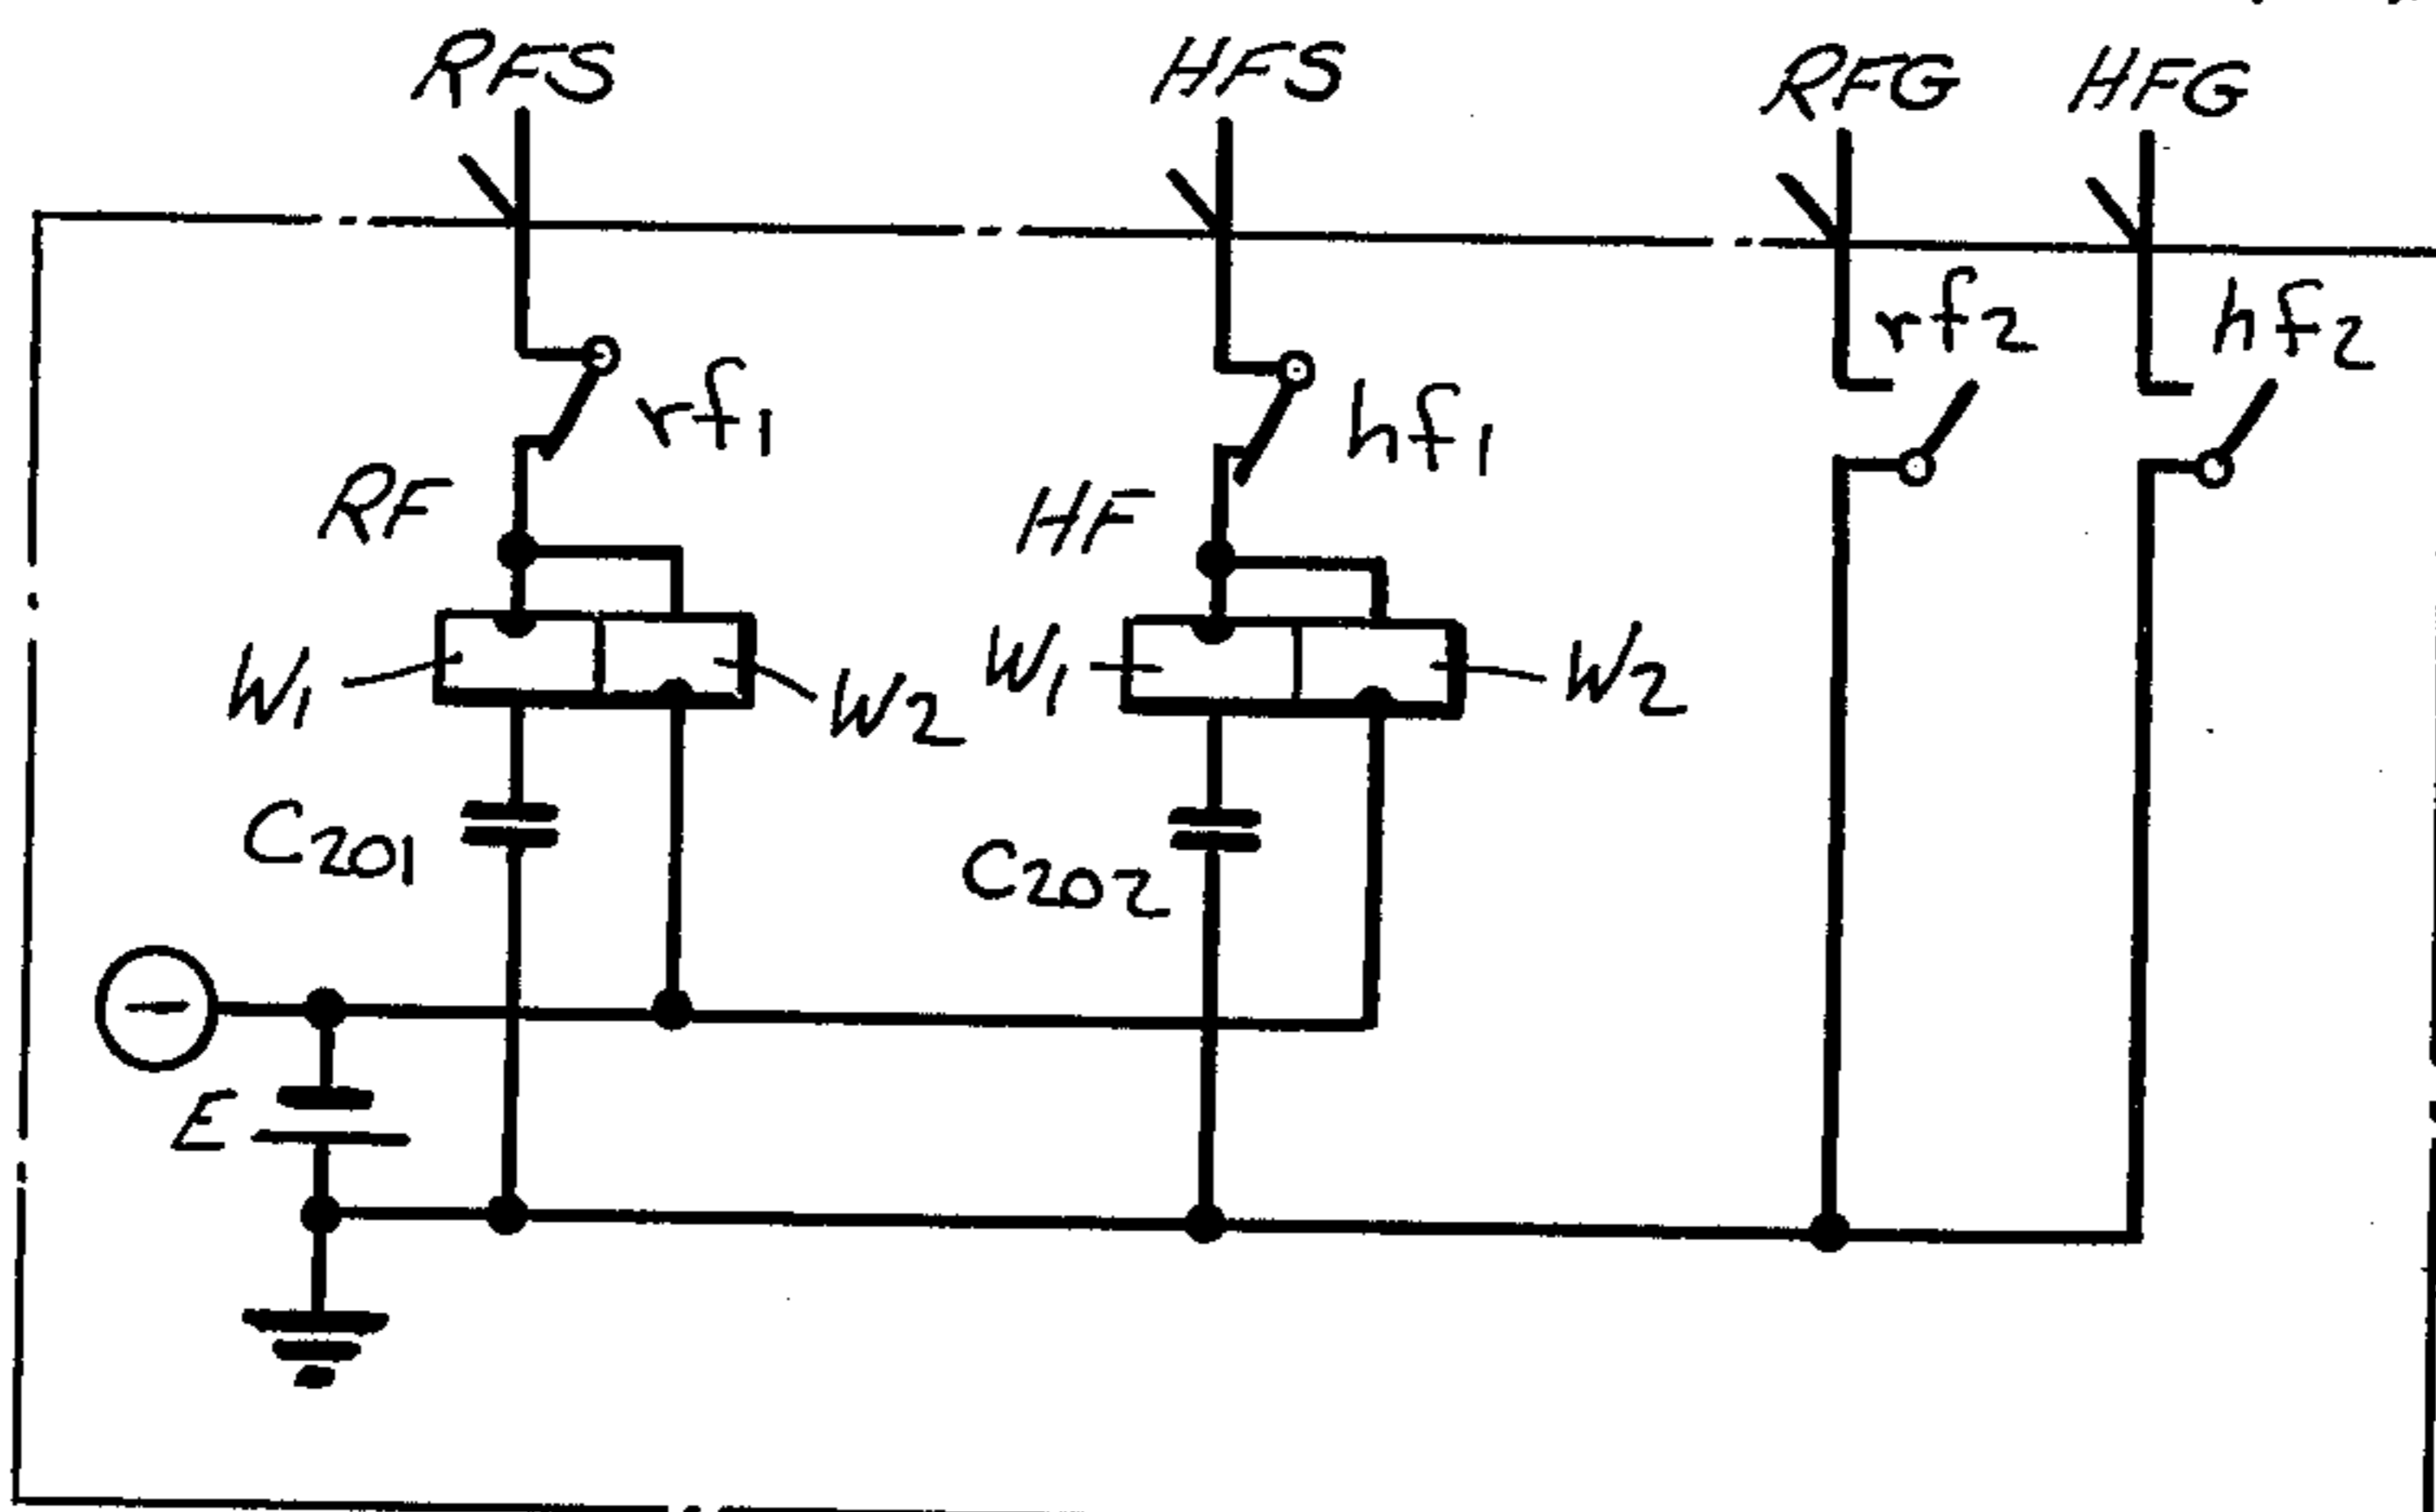 RFS HFS RFG HFG
rf2 hf2
rf1 hf1
RF HF
W1 W2 W1 W2
C201 C202
−
E